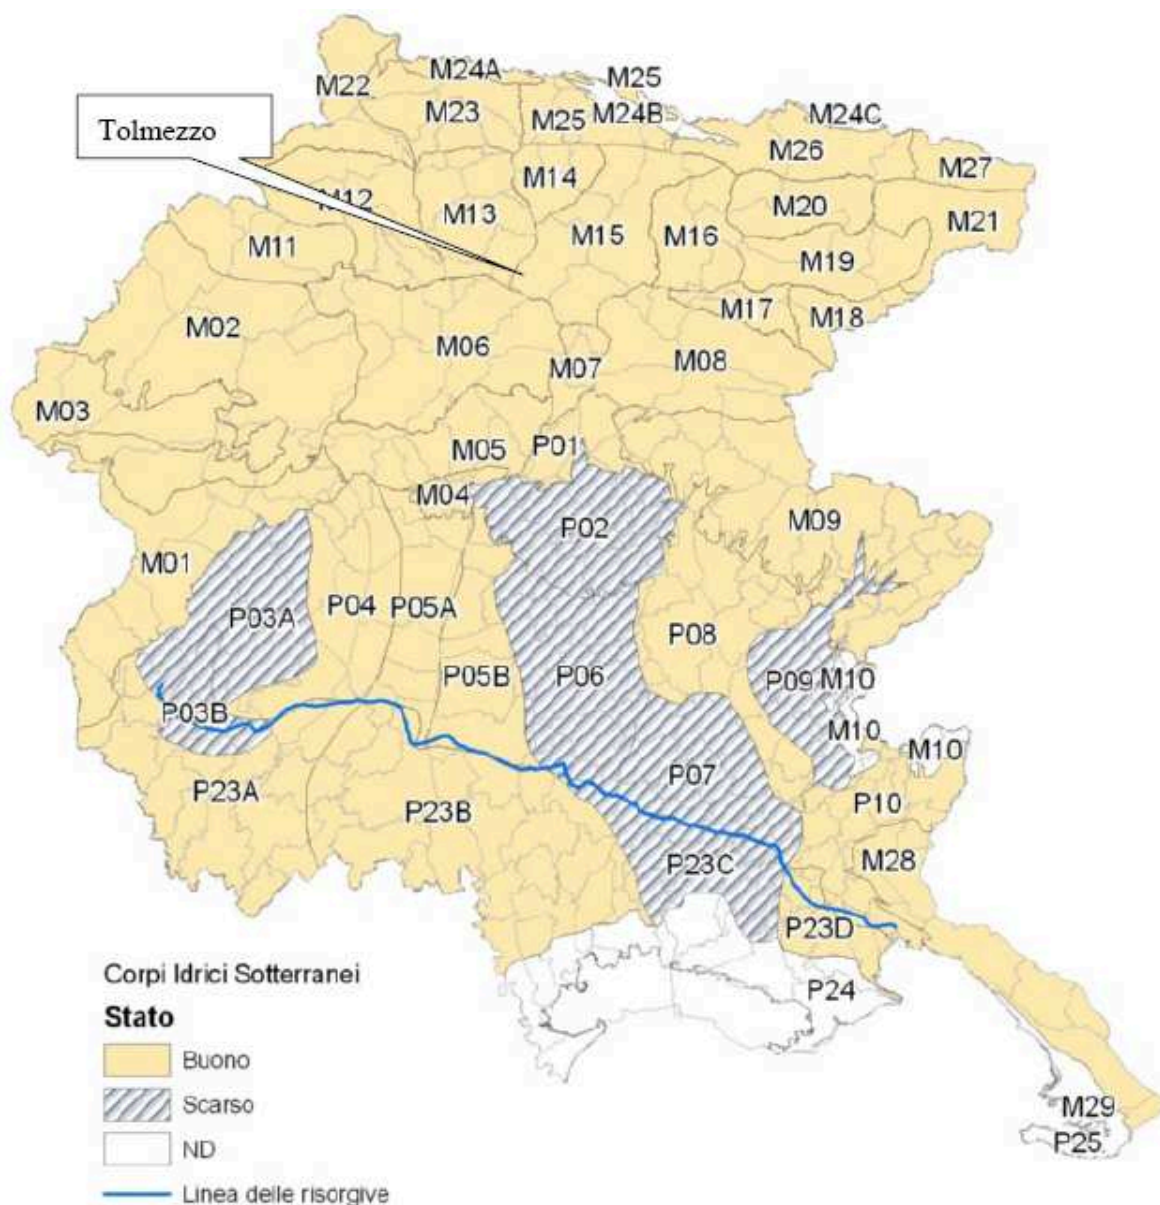 M24A
M25
M22
M23
M25
M24B
M24C
Tolmezzo
M26
M27
M14
M12
M13
M20
M21
M15
M16
M11
M19
M17
M18
M02
M06
M07
M08
M03
M05
P01
M04
P02
M09
M01
P03A
P04
P05A
P08
P05B
P06
P09
M10
P03B
M10
M10
P07
P23A
P23B
P10
P23C
M28
P23D
P24
Corpi Idrici Sotterranei
Stato
Buono
Scarso
ND
Linea delle risorgive
M29
P25